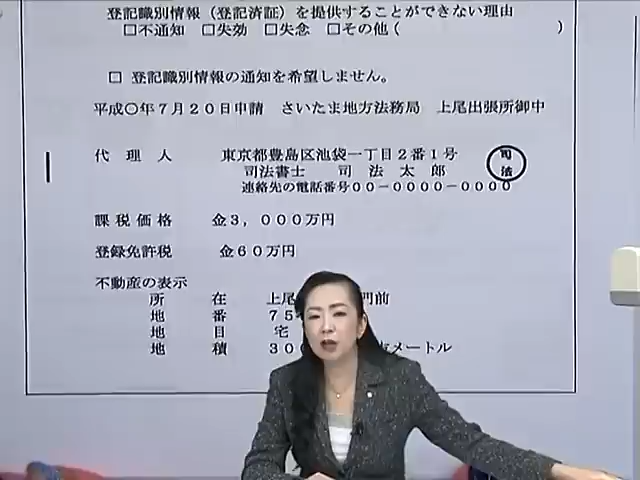 登記識別情報（登記済証）を提供することができない理由
□不通知 □失効 □失念 □その他（ ）
□ 登記識別情報の通知を希望しません。
平成〇年７月２０日申請 さいたま地方法務局 上尾出張所御中
代理人 東京都豊島区池袋一丁目２番１号
司法書士 司法太郎
司法
連絡先の電話番号００－００００－００００
課税価格 金３，０００万円
登録免許税 金６０万円
不動産の表示
所在 上尾 門前
地番 ７５
地目 宅
地積 ３０ メートル